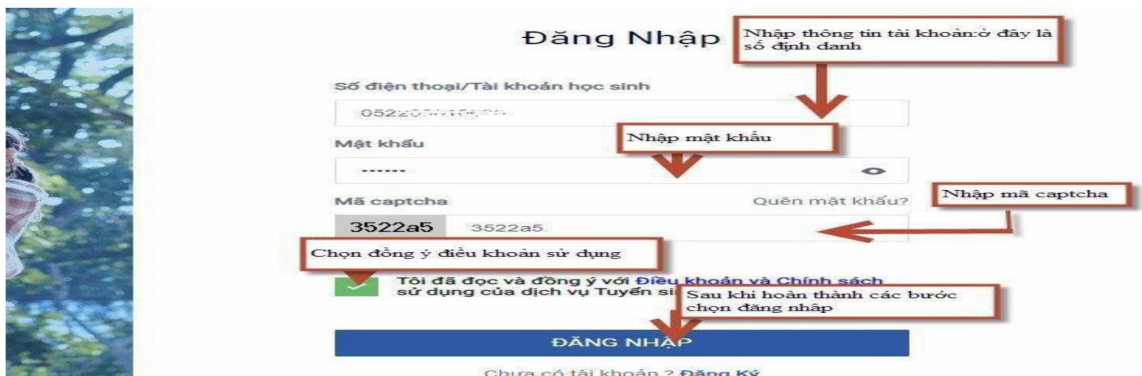 Đăng Nhập
Nhập thông tin tài khoản:ở đây là
số định danh
Số điện thoại/Tài khoản học sinh
Nhập mật khẩu
Mật khẩu
••••••
Nhập mã captcha
Mã captcha
Quên mật khẩu?
3522a5
3522a5
Chọn đồng ý điều khoản sử dụng
Tôi đã đọc và đồng ý với Điều khoản và Chính sách
sử dụng của dịch vụ Tuyển
Sau khi hoàn thành các bước
chọn đăng nhập
ĐĂNG NHẬP
Chưa có tài khoản ? Đăng Ký